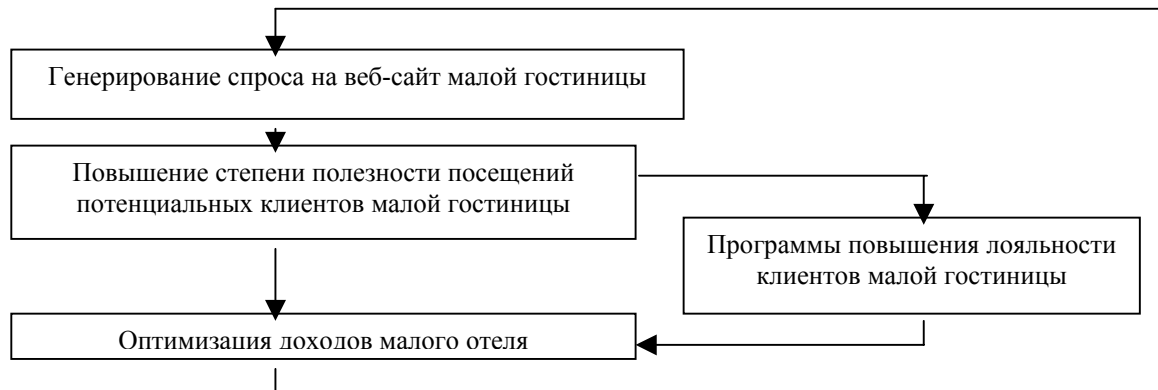 Генерирование спроса на веб-сайт малой гостиницы
Повышение степени полезности посещений
потенциальных клиентов малой гостиницы
Программы повышения лояльности
клиентов малой гостиницы
Оптимизация доходов малого отеля